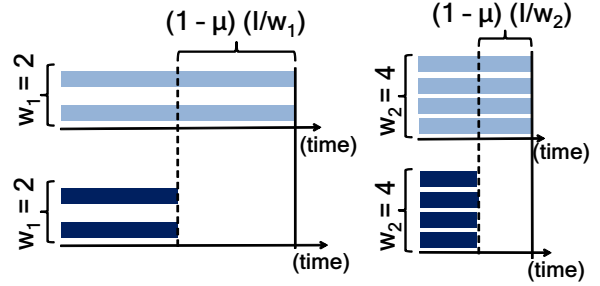 (1 - μ) (I/w₁)
(1 - μ) (I/w₂)
w₁ = 2
(time)
w₂ = 4
(time)
w₁ = 2
(time)
w₂ = 4
(time)